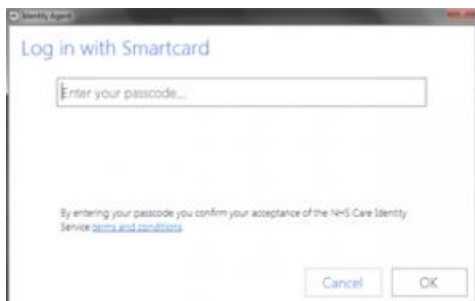 Identity Agent
Log in with Smartcard
Enter your passcode...
By entering your passcode you confirm your acceptance of the NHS Care Identity
Service terms and conditions.
Cancel
OK